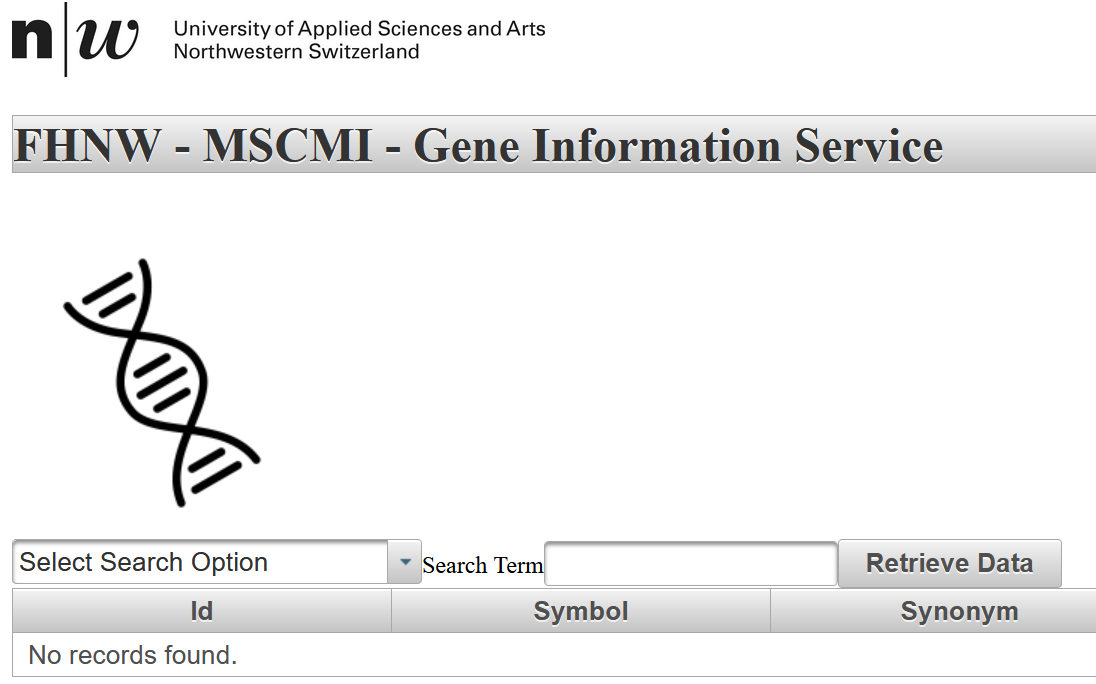 n|w University of Applied Sciences and Arts
Northwestern Switzerland
FHNW - MSCMI - Gene Information Service
Select Search Option Search Term Retrieve Data
Id Symbol Synonym
No records found.